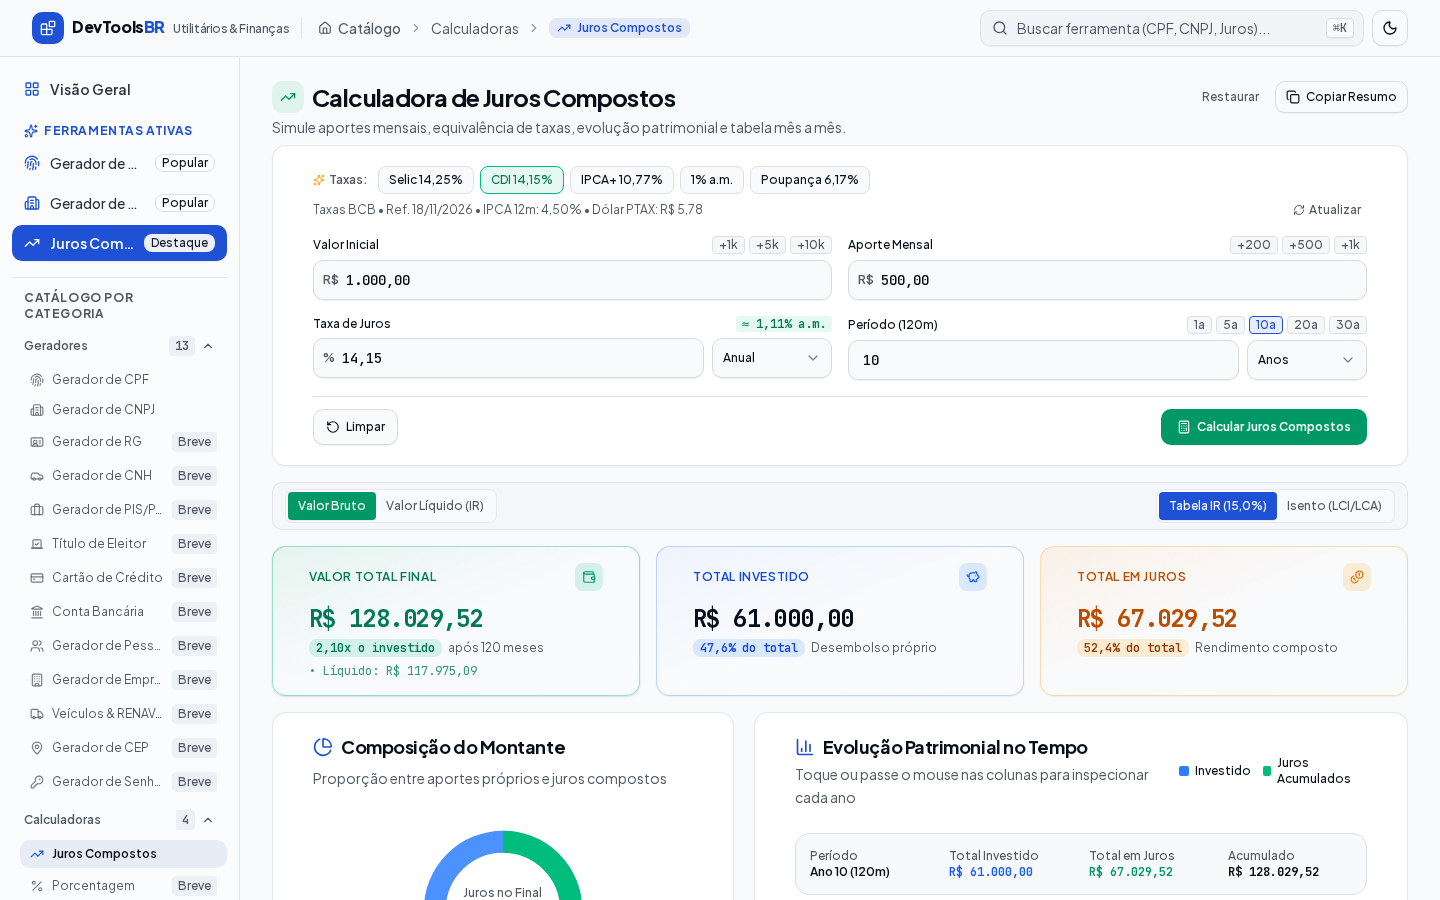 DevToolsBR Utilitários & Finanças
Catálogo > Calculadoras > Juros Compostos
Buscar ferramenta (CPF, CNPJ, Juros)... ⌘K
Visão Geral
FERRAMENTAS ATIVAS
Gerador de ... Popular
Gerador de ... Popular
Juros Com... Destaque
CATÁLOGO POR
CATEGORIA
Geradores 13
Gerador de CPF
Gerador de CNPJ
Gerador de RG Breve
Gerador de CNH Breve
Gerador de PIS/P... Breve
Título de Eleitor Breve
Cartão de Crédito Breve
Conta Bancária Breve
Gerador de Pess... Breve
Gerador de Empr... Breve
Veículos & RENAV... Breve
Gerador de CEP Breve
Gerador de Senh... Breve
Calculadoras 4
Juros Compostos
Porcentagem Breve
Calculadora de Juros Compostos
Restaurar Copiar Resumo
Simule aportes mensais, equivalência de taxas, evolução patrimonial e tabela mês a mês.
Taxas: Selic 14,25% CDI 14,15% IPCA+ 10,77% 1% a.m. Poupança 6,17%
Taxas BCB • Ref. 18/11/2026 • IPCA 12m: 4,50% • Dólar PTAX: R$ 5,78 Atualizar
Valor Inicial +1k +5k +10k
R$ 1.000,00
Aporte Mensal +200 +500 +1k
R$ 500,00
Taxa de Juros ≈ 1,11% a.m.
% 14,15 Anual
Período (120m) 1a 5a 10a 20a 30a
10 Anos
Limpar Calcular Juros Compostos
Valor Bruto Valor Líquido (IR) Tabela IR (15,0%) Isento (LCI/LCA)
VALOR TOTAL FINAL
R$ 128.029,52
2,10x o investido após 120 meses
• Líquido: R$ 117.975,09
TOTAL INVESTIDO
R$ 61.000,00
47,6% do total Desembolso próprio
TOTAL EM JUROS
R$ 67.029,52
52,4% do total Rendimento composto
Composição do Montante
Proporção entre aportes próprios e juros compostos
Juros no Final
Evolução Patrimonial no Tempo
Toque ou passe o mouse nas colunas para inspecionar
cada ano
Investido Juros
Acumulados
Período Total Investido Total em Juros Acumulado
Ano 10 (120m) R$ 61.000,00 R$ 67.029,52 R$ 128.029,52